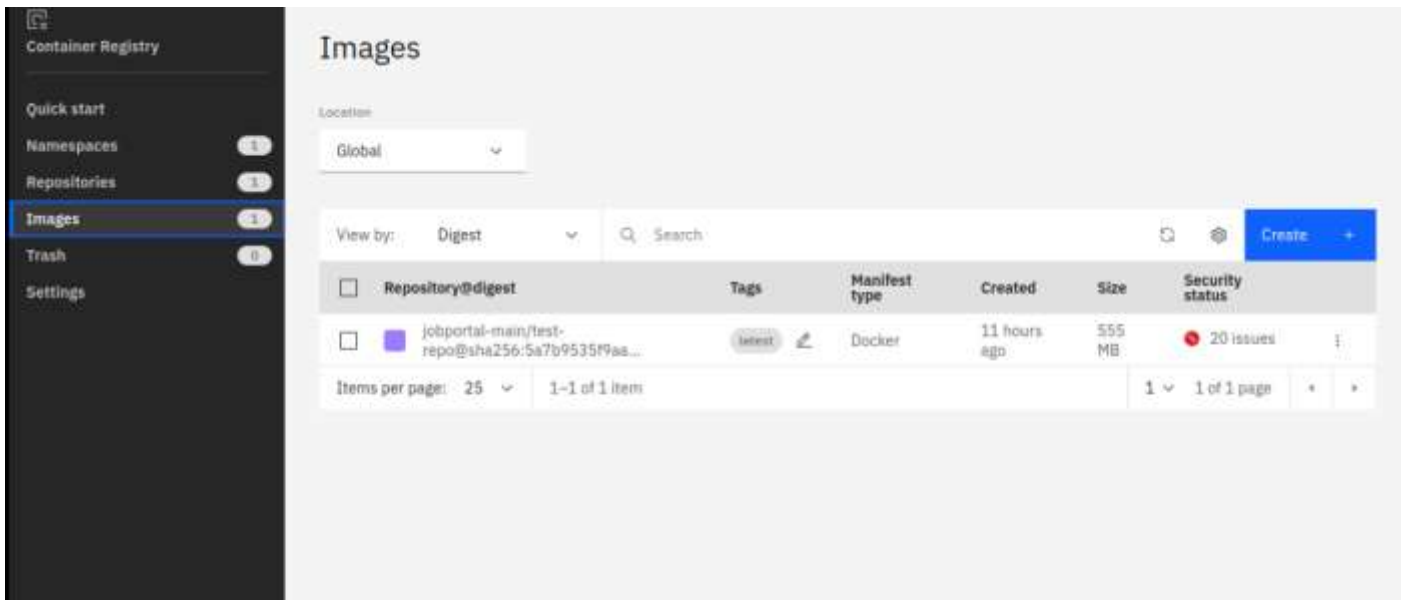 Container Registry
Quick start
Namespaces 1
Repositories 1
Images 1
Trash 0
Settings
Images
Location
Global
View by: Digest Search Create +
Repository@digest Tags Manifest type Created Size Security status
jobportal-main/test-
repo@sha256:5a7b9535f9aa... latest Docker 11 hours ago 555 MB 20 issues
Items per page: 25 1–1 of 1 item 1 1 of 1 page